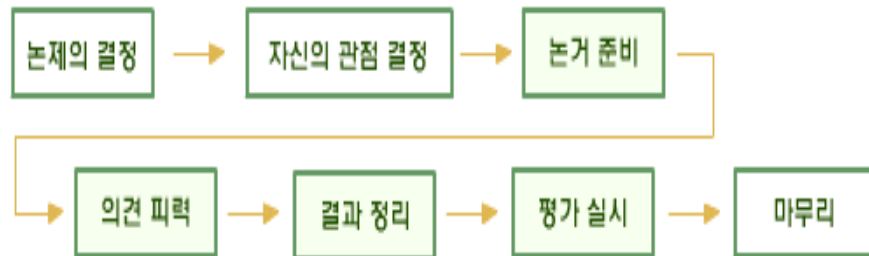 논제의 결정
자신의 관점 결정
논거 준비
의견 피력
결과 정리
평가 실시
마무리